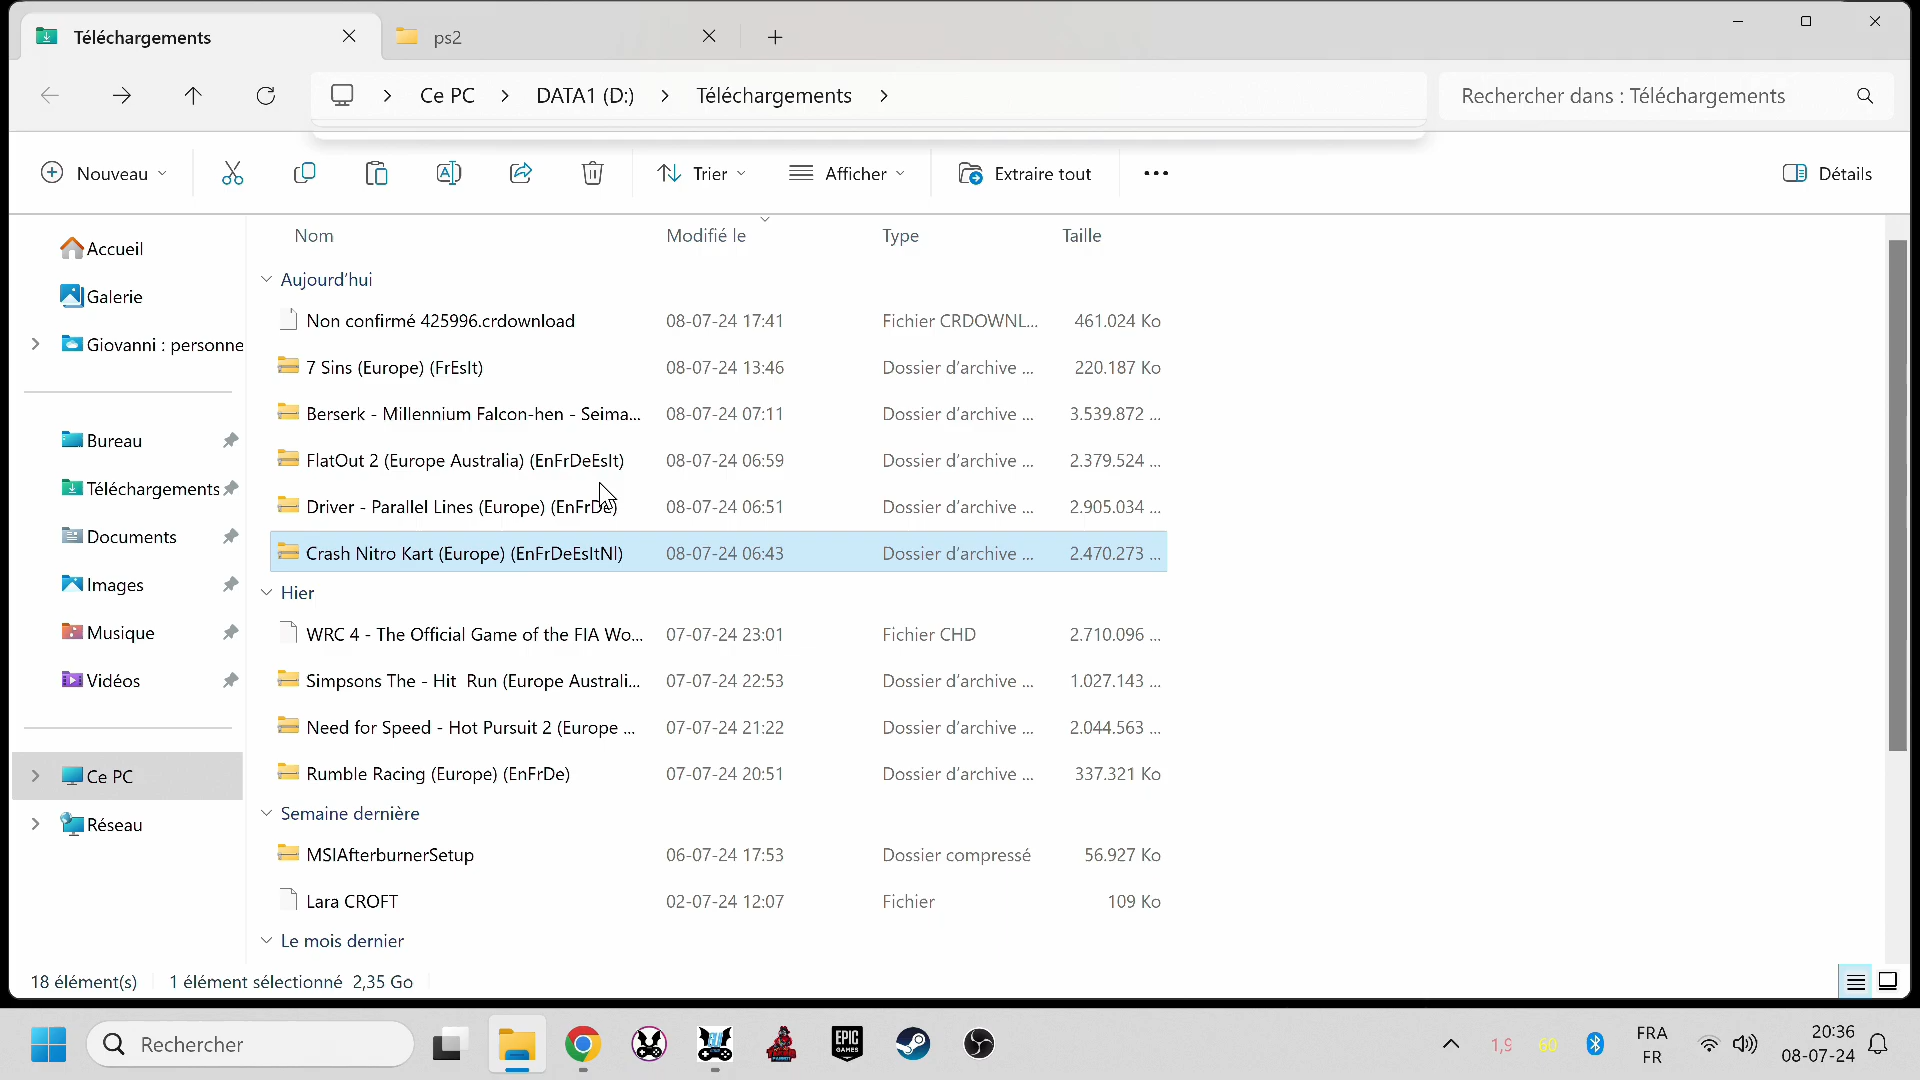 Téléchargements
ps2
Ce PC
DATA1 (D:)
Téléchargements
Rechercher dans : Téléchargements
Nouveau
Trier
Afficher
Extraire tout
Détails
Nom Modifié le Type Taille
Accueil
Galerie
Giovanni : personne
Bureau
Téléchargements
Documents
Images
Musique
Vidéos
Ce PC
Réseau
Aujourd'hui
Non confirmé 425996.crdownload 08-07-24 17:41 Fichier CRDOWNL... 461.024 Ko
7 Sins (Europe) (FrEsIt) 08-07-24 13:46 Dossier d'archive ... 220.187 Ko
Berserk - Millennium Falcon-hen - Seima... 08-07-24 07:11 Dossier d'archive ... 3.539.872 ...
FlatOut 2 (Europe Australia) (EnFrDeEsIt) 08-07-24 06:59 Dossier d'archive ... 2.379.524 ...
Driver - Parallel Lines (Europe) (EnFrDe) 08-07-24 06:51 Dossier d'archive ... 2.905.034 ...
Crash Nitro Kart (Europe) (EnFrDeEsItNl) 08-07-24 06:43 Dossier d'archive ... 2.470.273 ...
Hier
WRC 4 - The Official Game of the FIA Wo... 07-07-24 23:01 Fichier CHD 2.710.096 ...
Simpsons The - Hit  Run (Europe Australi... 07-07-24 22:53 Dossier d'archive ... 1.027.143 ...
Need for Speed - Hot Pursuit 2 (Europe ... 07-07-24 21:22 Dossier d'archive ... 2.044.563 ...
Rumble Racing (Europe) (EnFrDe) 07-07-24 20:51 Dossier d'archive ... 337.321 Ko
Semaine dernière
MSIAfterburnerSetup 06-07-24 17:53 Dossier compressé 56.927 Ko
Lara CROFT 02-07-24 12:07 Fichier 109 Ko
Le mois dernier
18 élément(s) 1 élément sélectionné 2,35 Go
Rechercher
EPIC
GAMES
1,9
60
FRA
FR
20:36
08-07-24